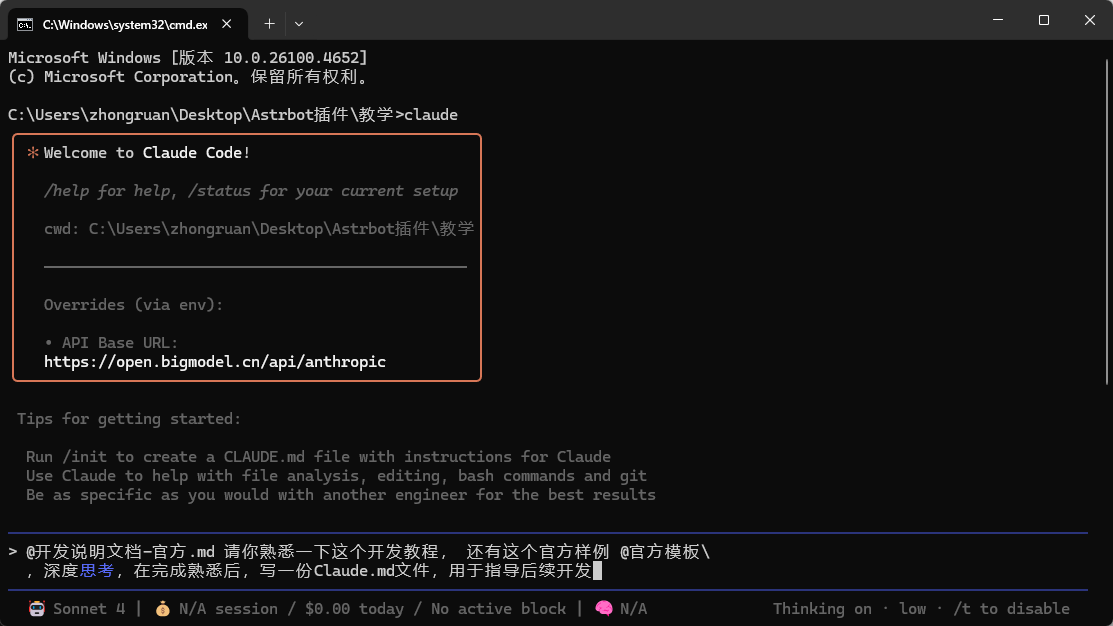 C:\Windows\system32\cmd.ex
Microsoft Windows [版本 10.0.26100.4652]
(c) Microsoft Corporation。保留所有权利。
C:\Users\zhongruan\Desktop\Astrbot插件\教学>claude
* Welcome to Claude Code!
/help for help, /status for your current setup
cwd: C:\Users\zhongruan\Desktop\Astrbot插件\教学
Overrides (via env):
• API Base URL:
https://open.bigmodel.cn/api/anthropic
Tips for getting started:
Run /init to create a CLAUDE.md file with instructions for Claude
Use Claude to help with file analysis, editing, bash commands and git
Be as specific as you would with another engineer for the best results
> @开发说明文档-官方.md 请你熟悉一下这个开发教程， 还有这个官方样例 @官方模板\
，深度思考，在完成熟悉后，写一份Claude.md文件，用于指导后续开发
Sonnet 4 | N/A session / $0.00 today / No active block | N/A Thinking on · low · /t to disable